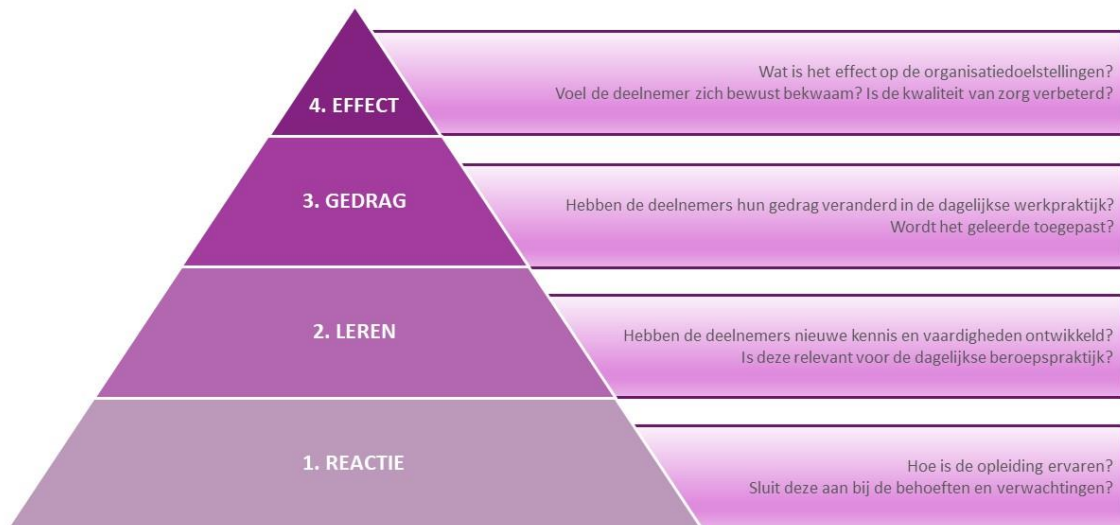 4. EFFECT
Wat is het effect op de organisatiedoelstellingen?
Voel de deelnemer zich bewust bekwaam? Is de kwaliteit van zorg verbeterd?
3. GEDRAG
Hebben de deelnemers hun gedrag veranderd in de dagelijkse werkpraktijk?
Wordt het geleerde toegepast?
2. LEREN
Hebben de deelnemers nieuwe kennis en vaardigheden ontwikkeld?
Is deze relevant voor de dagelijkse beroepspraktijk?
1. REACTIE
Hoe is de opleiding ervaren?
Sluit deze aan bij de behoeften en verwachtingen?